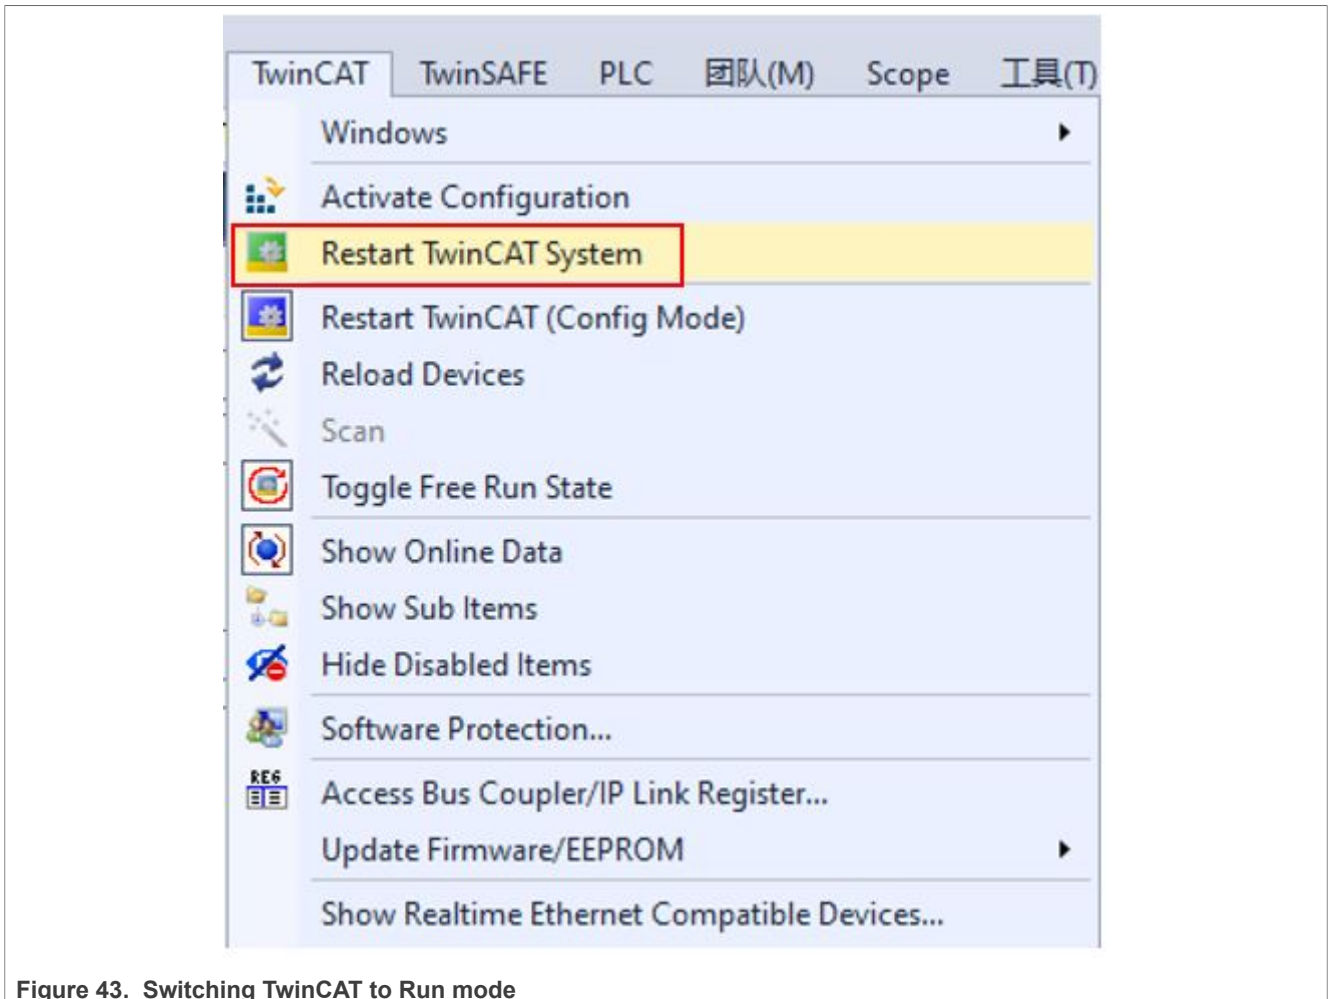 TwinCAT TwinSAFE PLC 团队(M) Scope 工具(T)
Windows
Activate Configuration
Restart TwinCAT System
Restart TwinCAT (Config Mode)
Reload Devices
Scan
Toggle Free Run State
Show Online Data
Show Sub Items
Hide Disabled Items
Software Protection...
REG
Access Bus Coupler/IP Link Register...
Update Firmware/EEPROM
Show Realtime Ethernet Compatible Devices...
Figure 43. Switching TwinCAT to Run mode